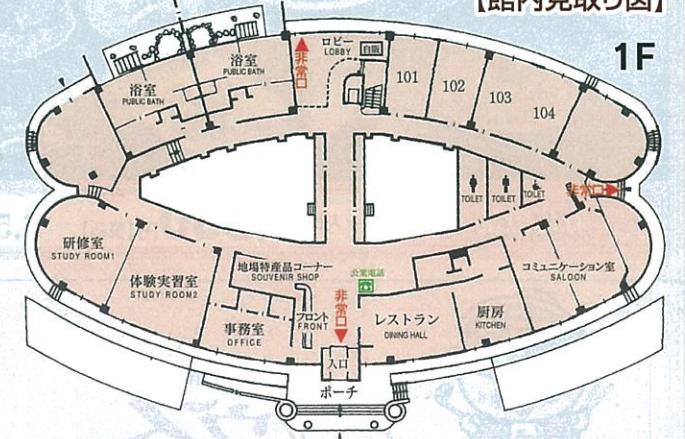 【館内見取り図】
1F
ロビー
LOBBY
自販
非常口
浴室
PUBLIC BATH
浴室
PUBLIC BATH
101
102
103
104
TOILET
TOILET
TOILET
非常口
研修室
STUDY ROOM1
体験実習室
STUDY ROOM2
地場特産品コーナー
SOUVENIR SHOP
公衆電話
コミュニケーション室
SALOON
事務室
OFFICE
フロント
FRONT
非常口
レストラン
DINING HALL
厨房
KITCHEN
入口
ポーチ